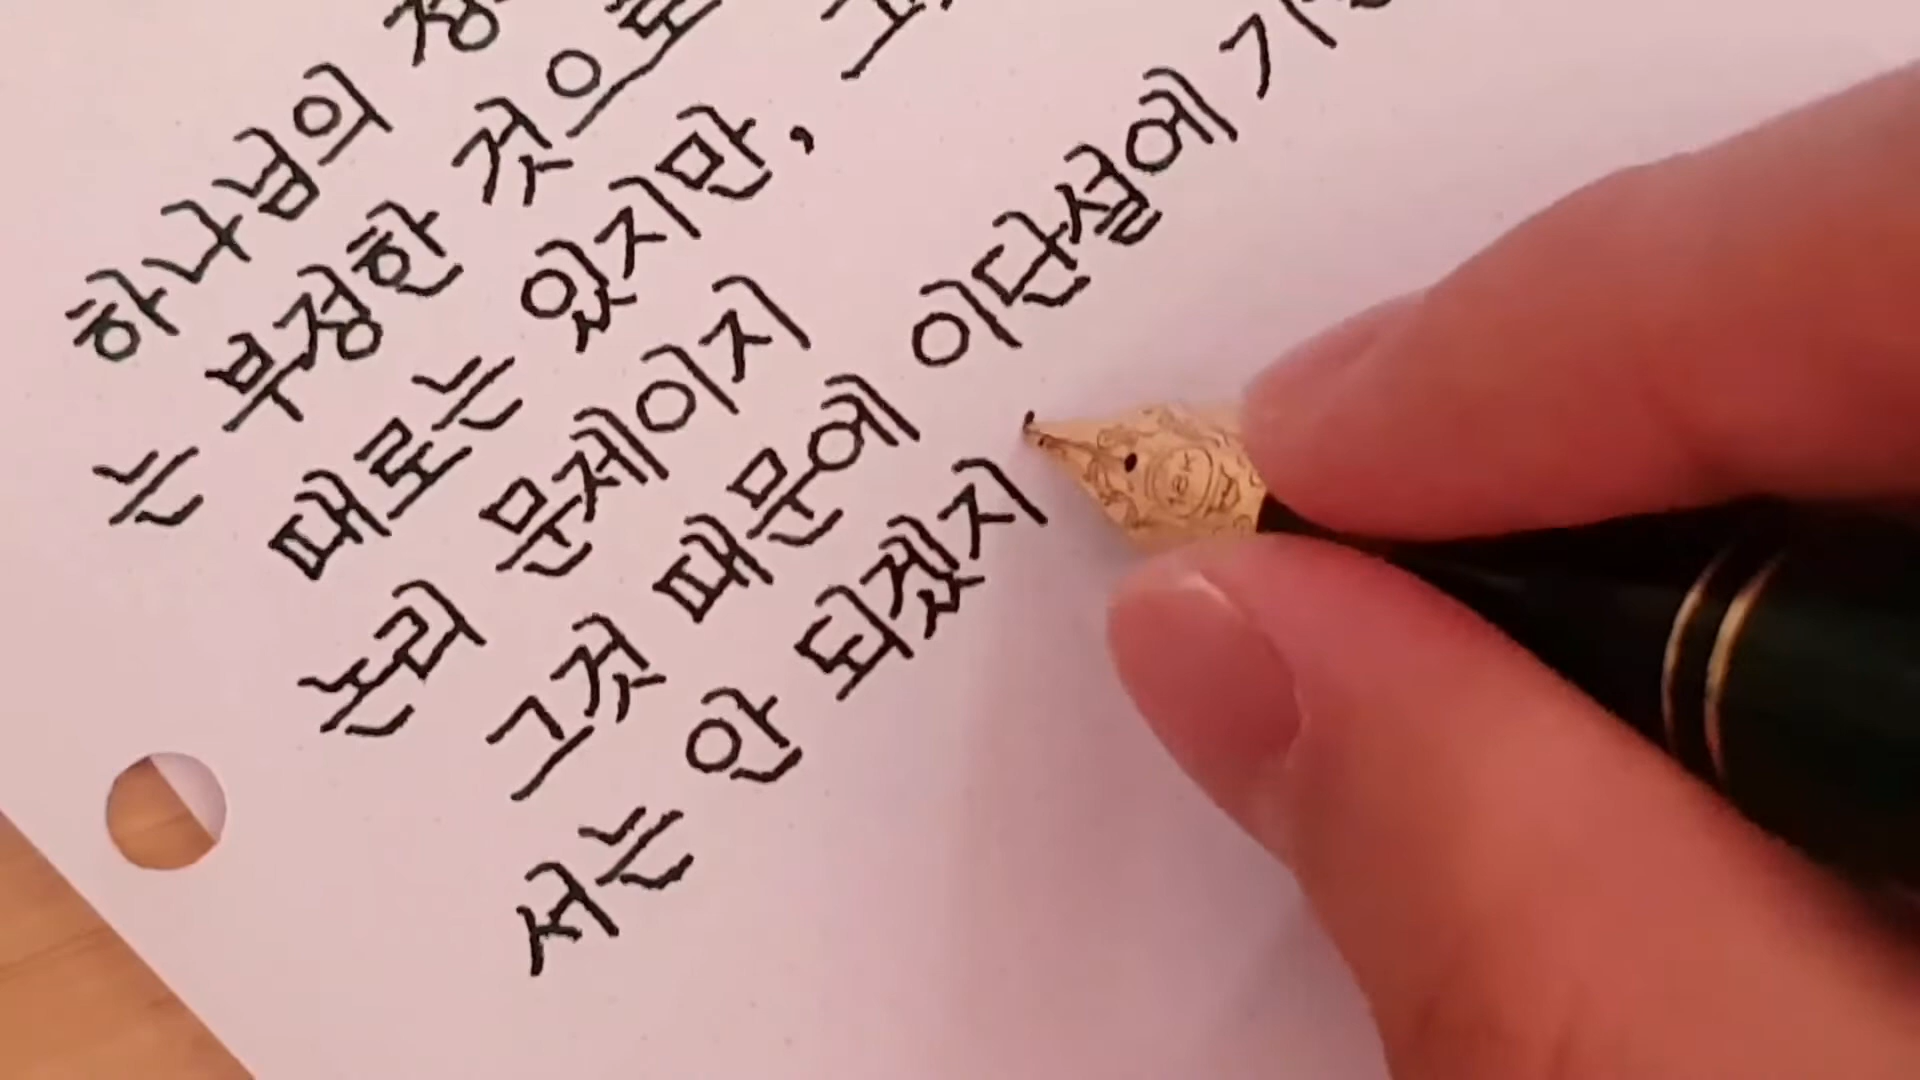 하나님의
는 부정한 것으로
때로는 있지만,
논리 문제이지
그것 때문에 이단설에
서는 안 되겠지
18K